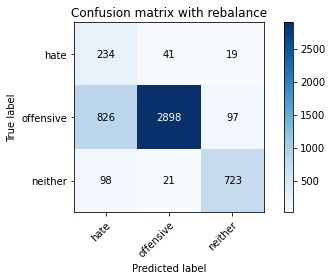 Confusion matrix with rebalance
hate 234 41 19
offensive 826 2898 97
neither 98 21 723
hate offensive neither
True label
Predicted label
2500
2000
1500
1000
500